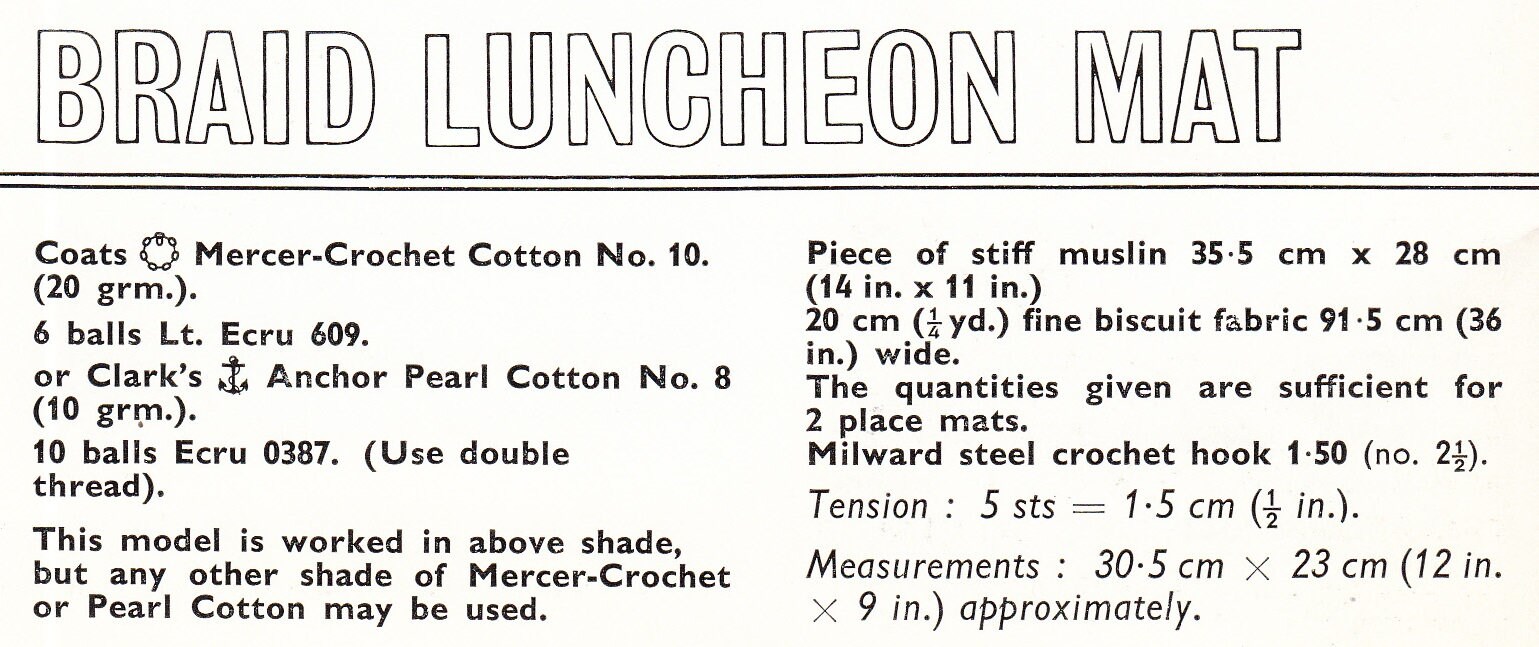 BRAID LUNCHEON MAT
Coats Mercer-Crochet Cotton No. 10.
(20 grm.).
6 balls Lt. Ecru 609.
or Clark's Anchor Pearl Cotton No. 8
(10 grm.).
10 balls Ecru 0387. (Use double
thread).
This model is worked in above shade,
but any other shade of Mercer-Crochet
or Pearl Cotton may be used.
Piece of stiff muslin 35·5 cm x 28 cm
(14 in. x 11 in.)
20 cm (¼ yd.) fine biscuit fabric 91·5 cm (36
in.) wide.
The quantities given are sufficient for
2 place mats.
Milward steel crochet hook 1·50 (no. 2½).
Tension : 5 sts = 1·5 cm (½ in.).
Measurements : 30·5 cm × 23 cm (12 in.
× 9 in.) approximately.